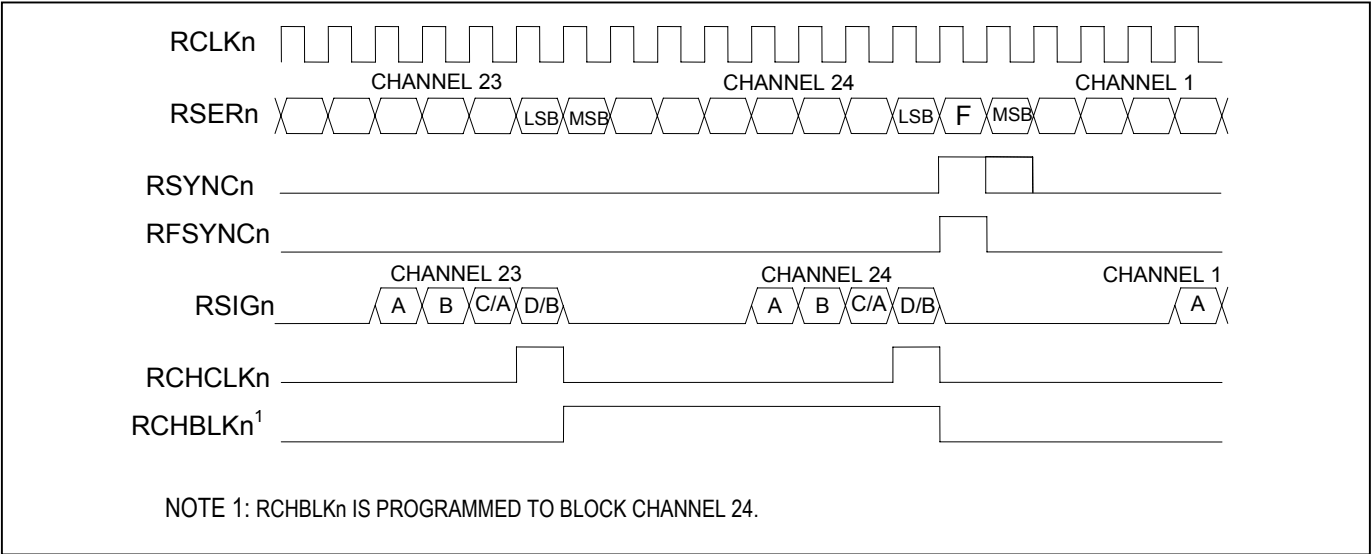 RCLKn
CHANNEL 23 CHANNEL 24 CHANNEL 1
RSERn LSB MSB LSB F MSB
RSYNCn
RFSYNCn
CHANNEL 23 CHANNEL 24 CHANNEL 1
RSIGn A B C/A D/B A B C/A D/B A
RCHCLKn
RCHBLKn1
NOTE 1: RCHBLKn IS PROGRAMMED TO BLOCK CHANNEL 24.